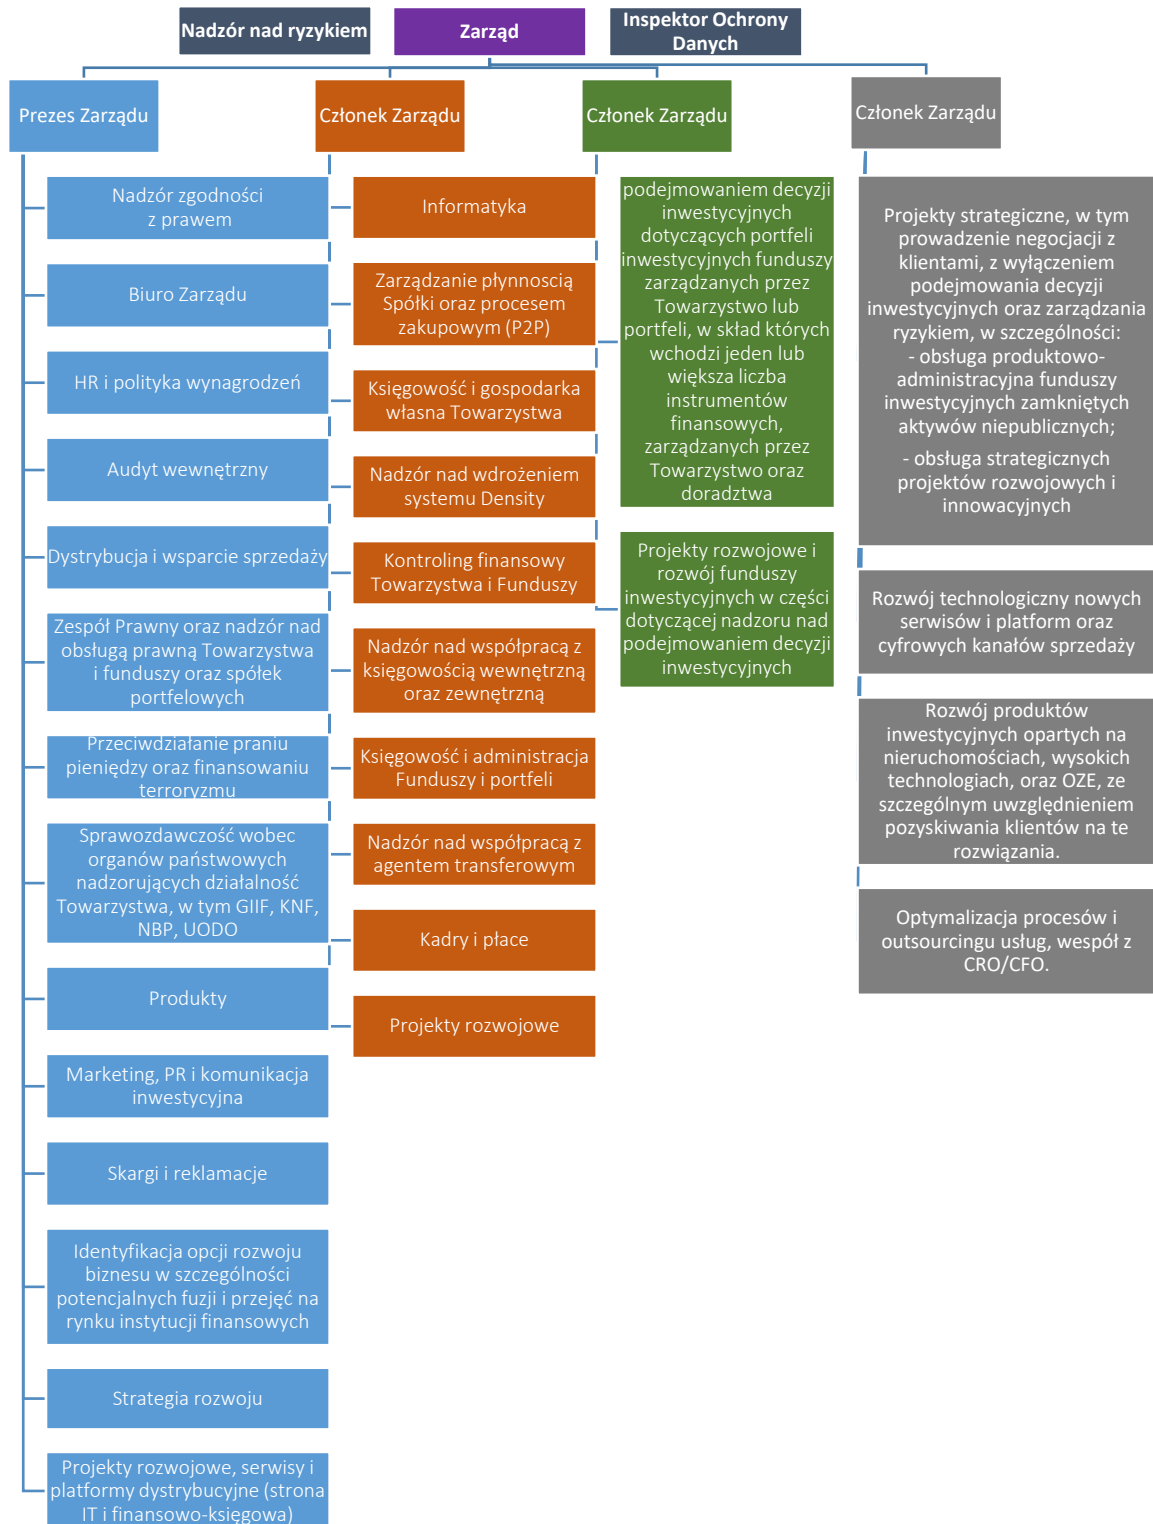 Nadzór nad ryzykiem
Zarząd
Inspektor Ochrony
Danych
Prezes Zarządu
Członek Zarządu
Członek Zarządu
Członek Zarządu
Nadzór zgodności
z prawem
Biuro Zarządu
HR i polityka wynagrodzeń
Audyt wewnętrzny
Dystrybucja i wsparcie sprzedaży
Zespół Prawny oraz nadzór nad
obsługą prawną Towarzystwa
i funduszy oraz spółek
portfelowych
Przeciwdziałanie praniu
pieniędzy oraz finansowaniu
terroryzmu
Sprawozdawczość wobec
organów państwowych
nadzorujących działalność
Towarzystwa, w tym GIIF, KNF,
NBP, UODO
Produkty
Marketing, PR i komunikacja
inwestycyjna
Skargi i reklamacje
Identyfikacja opcji rozwoju
biznesu w szczególności
potencjalnych fuzji i przejęć na
rynku instytucji finansowych
Strategia rozwoju
Projekty rozwojowe, serwisy i
platformy dystrybucyjne (strona
IT i finansowo-księgowa)
Informatyka
Zarządzanie płynnoscią
Spółki oraz procesem
zakupowym (P2P)
Księgowość i gospodarka
własna Towarzystwa
Nadzór nad wdrożeniem
systemu Density
Kontroling finansowy
Towarzystwa i Funduszy
Nadzór nad współpracą z
księgowością wewnętrzną
oraz zewnętrzną
Księgowość i administracja
Funduszy i portfeli
Nadzór nad współpracą z
agentem transferowym
Kadry i płace
Projekty rozwojowe
podejmowaniem decyzji
inwestycyjnych
dotyczących portfeli
inwestycyjnych funduszy
zarządzanych przez
Towarzystwo lub
portfeli, w skład których
wchodzi jeden lub
większa liczba
instrumentów
finansowych,
zarządzanych przez
Towarzystwo oraz
doradztwa
Projekty rozwojowe i
rozwój funduszy
inwestycyjnych w części
dotyczącej nadzoru nad
podejmowaniem decyzji
inwestycyjnych
Projekty strategiczne, w tym
prowadzenie negocjacji z
klientami, z wyłączeniem
podejmowania decyzji
inwestycyjnych oraz zarządzania
ryzykiem, w szczególności:
- obsługa produktowo-
administracyjna funduszy
inwestycyjnych zamkniętych
aktywów niepublicznych;
- obsługa strategicznych
projektów rozwojowych i
innowacyjnych
Rozwój technologiczny nowych
serwisów i platform oraz
cyfrowych kanałów sprzedaży
Rozwój produktów
inwestycyjnych opartych na
nieruchomościach, wysokich
technologiach, oraz OZE, ze
szczególnym uwzględnieniem
pozyskiwania klientów na te
rozwiązania.
Optymalizacja procesów i
outsourcingu usług, wespół z
CRO/CFO.